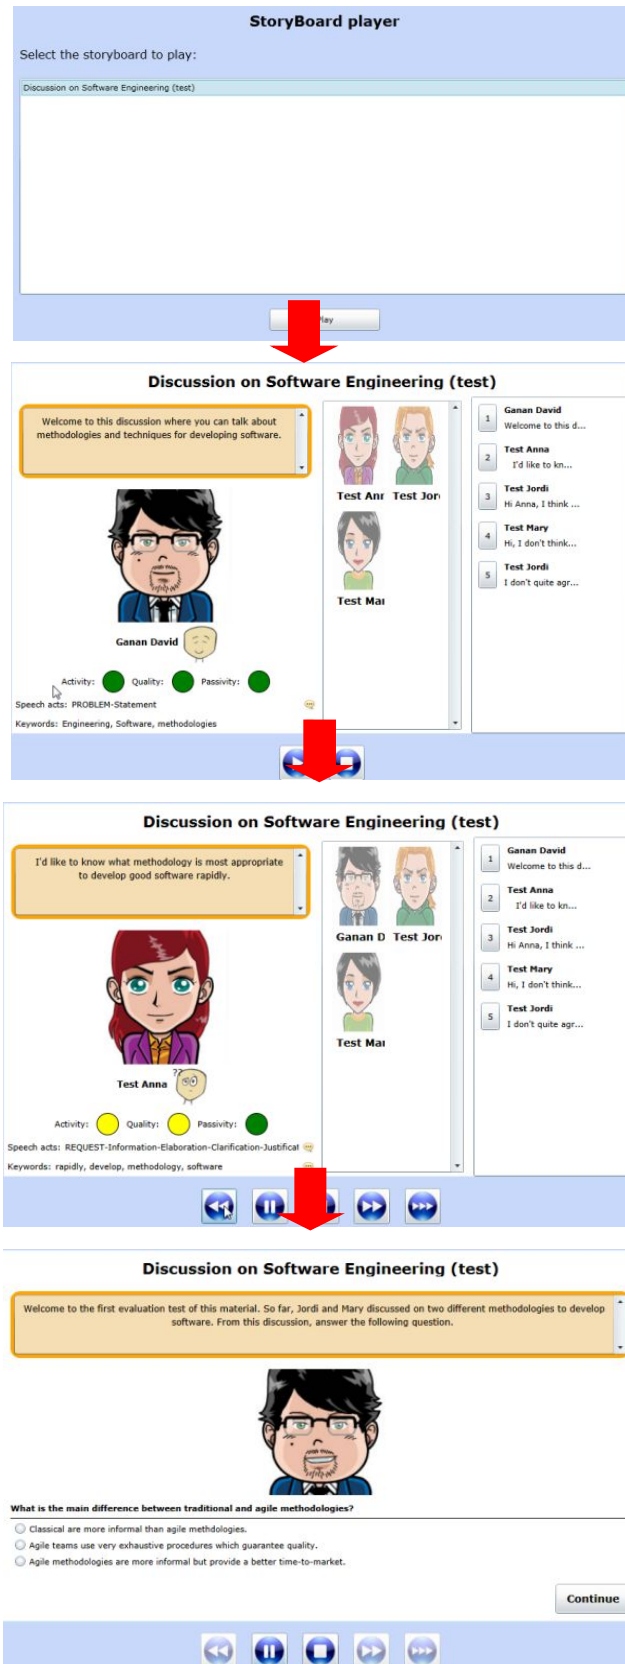 StoryBoard player
Select the storyboard to play:
Discussion on Software Engineering (test)
Discussion on Software Engineering (test)
Welcome to this discussion where you can talk about
methodologies and techniques for developing software.
Ganan David
Activity: Quality: Passivity:
Speech acts: PROBLEM-Statement
Keywords: Engineering, Software, methodologies
Test Anr Test Jor
Test Mar
1 Ganan David
Welcome to this d...
2 Test Anna
I'd like to kn...
3 Test Jordi
Hi Anna, I think ...
4 Test Mary
Hi, I don't think...
5 Test Jordi
I don't quite agr...
Discussion on Software Engineering (test)
I'd like to know what methodology is most appropriate
to develop good software rapidly.
??
Test Anna
Activity: Quality: Passivity:
Speech acts: REQUEST-Information-Elaboration-Clarification-Justificat
Keywords: rapidly, develop, methodology, software
Ganan D Test Jor
Test Mar
1 Ganan David
Welcome to this d...
2 Test Anna
I'd like to kn...
3 Test Jordi
Hi Anna, I think ...
4 Test Mary
Hi, I don't think...
5 Test Jordi
I don't quite agr...
Discussion on Software Engineering (test)
Welcome to the first evaluation test of this material. So far, Jordi and Mary discussed on two different methodologies to develop
software. From this discussion, answer the following question.
What is the main difference between traditional and agile methodologies?
Classical are more informal than agile methdologies.
Agile teams use very exhaustive procedures which guarantee quality.
Agile methodologies are more informal but provide a better time-to-market.
Continue